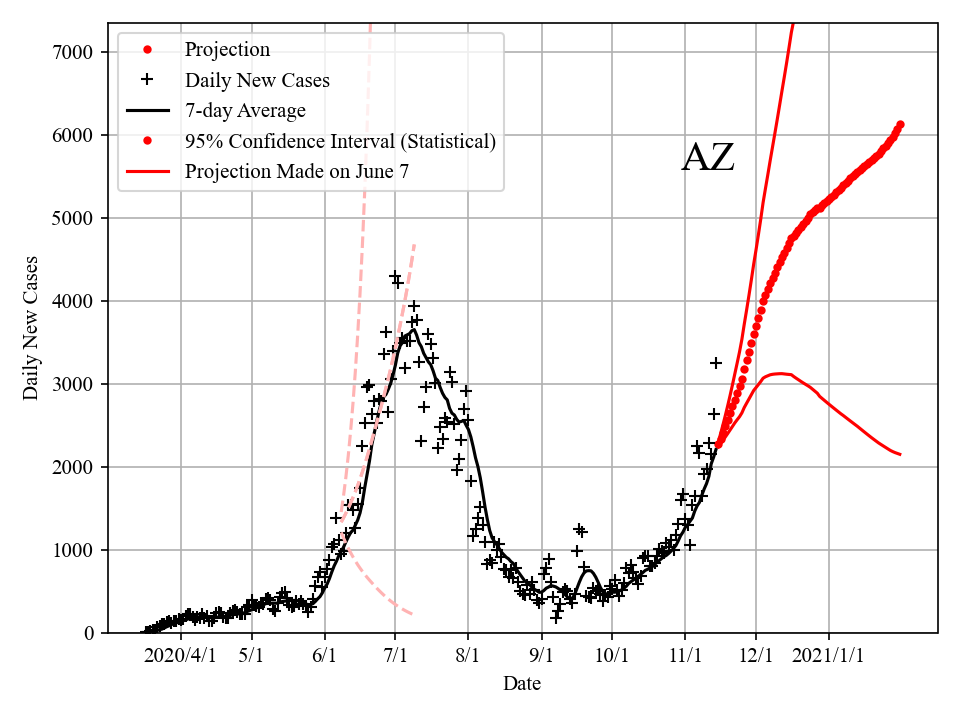 7000
6000
5000
4000
3000
2000
1000
0
Daily New Cases
Projection
Daily New Cases
7-day Average
95% Confidence Interval (Statistical)
Projection Made on June 7
AZ
2020/4/1 5/1 6/1 7/1 8/1 9/1 10/1 11/1 12/1 2021/1/1
Date